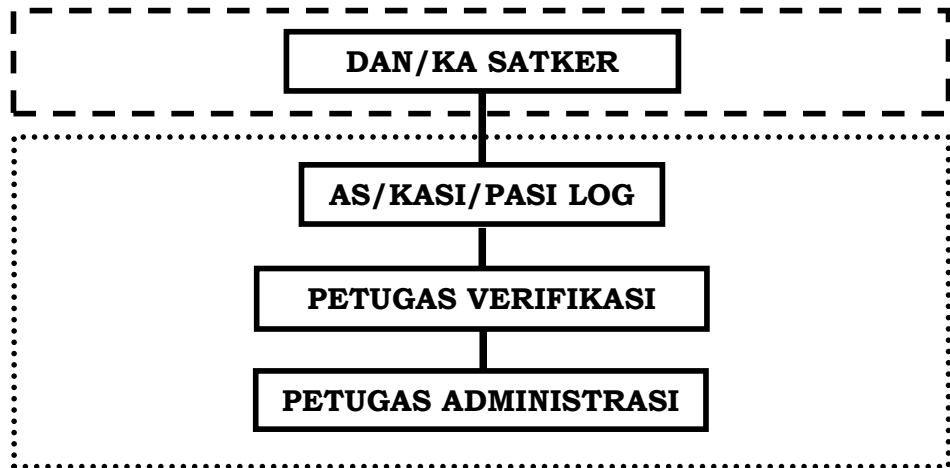 DAN/KA SATKER
AS/KASI/PASI LOG
PETUGAS VERIFIKASI
PETUGAS ADMINISTRASI